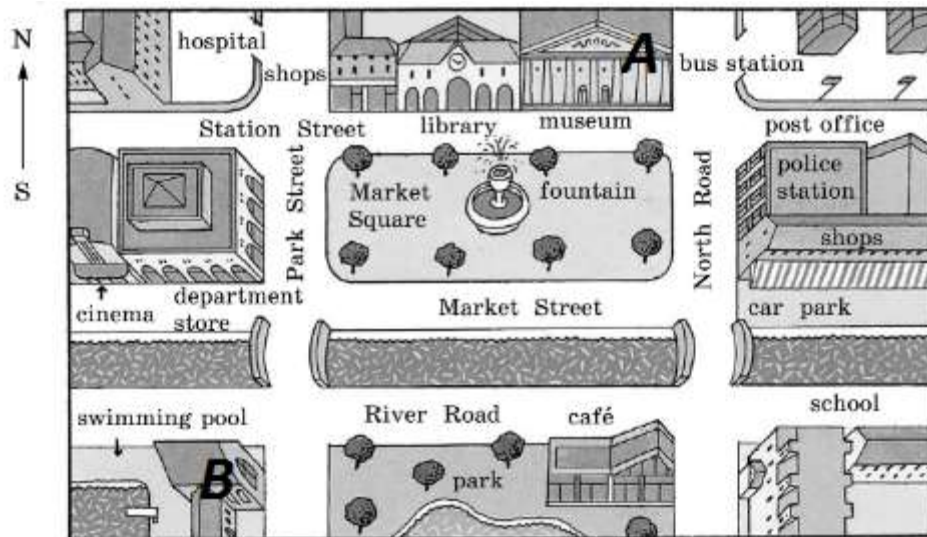 N
S
hospital
shops
A
bus station
Station Street
library
museum
post office
Park Street
Market
Square
fountain
North Road
police
station
shops
cinema
department
store
Market Street
car park
swimming pool
River Road
café
school
B
park